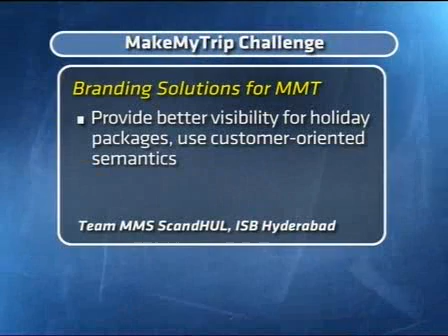 MakeMyTrip Challenge
Branding Solutions for MMT
Provide better visibility for holiday
packages, use customer-oriented
semantics
Team MMS ScandHUL, ISB Hyderabad